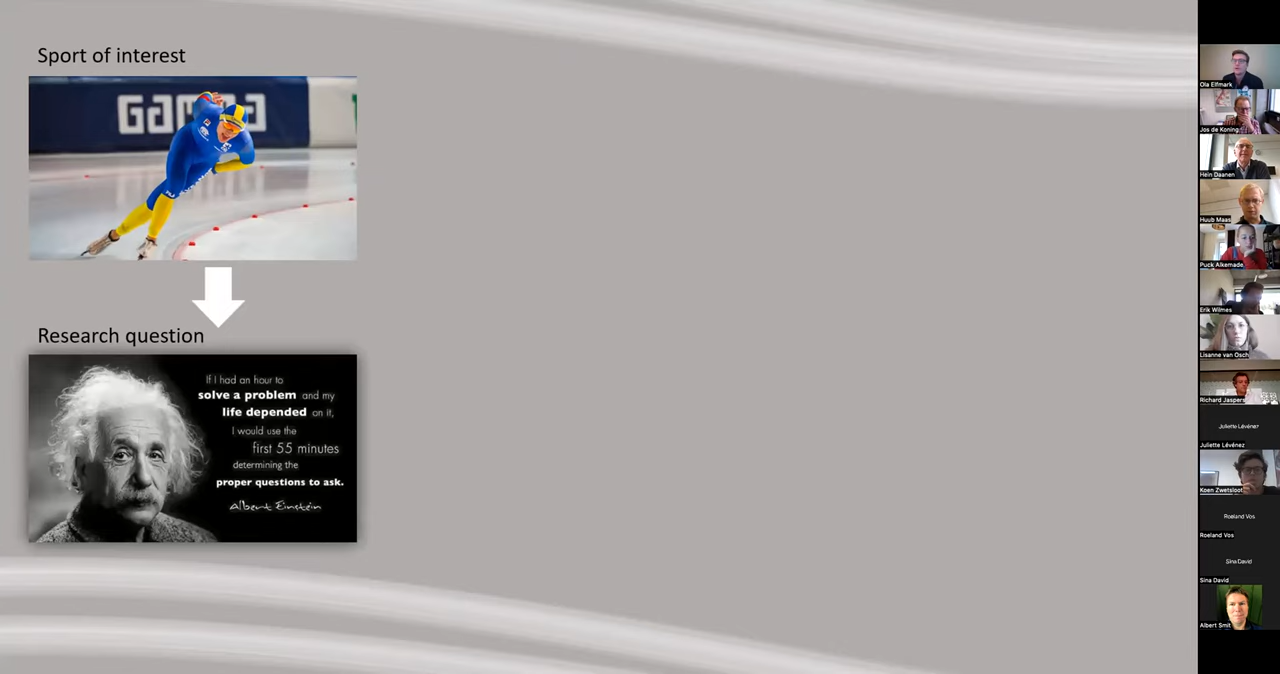 Sport of interest
Gamma
Research question
If I had an hour to
solve a problem and my
life depended on it,
I would use the
first 55 minutes
determining the
proper questions to ask.
Albert Einstein
Ola Elfmark
Jos de Koning
Hein Daanen
Huub Maas
Puck Alkemade
Erik Wilmes
Lisanne van Osch
Richard Jaspers
Juliette Lévénez
Juliette Lévénez
Koen Zwetsloot
Roeland Vos
Roeland Vos
Sina David
Sina David
Albert Smit